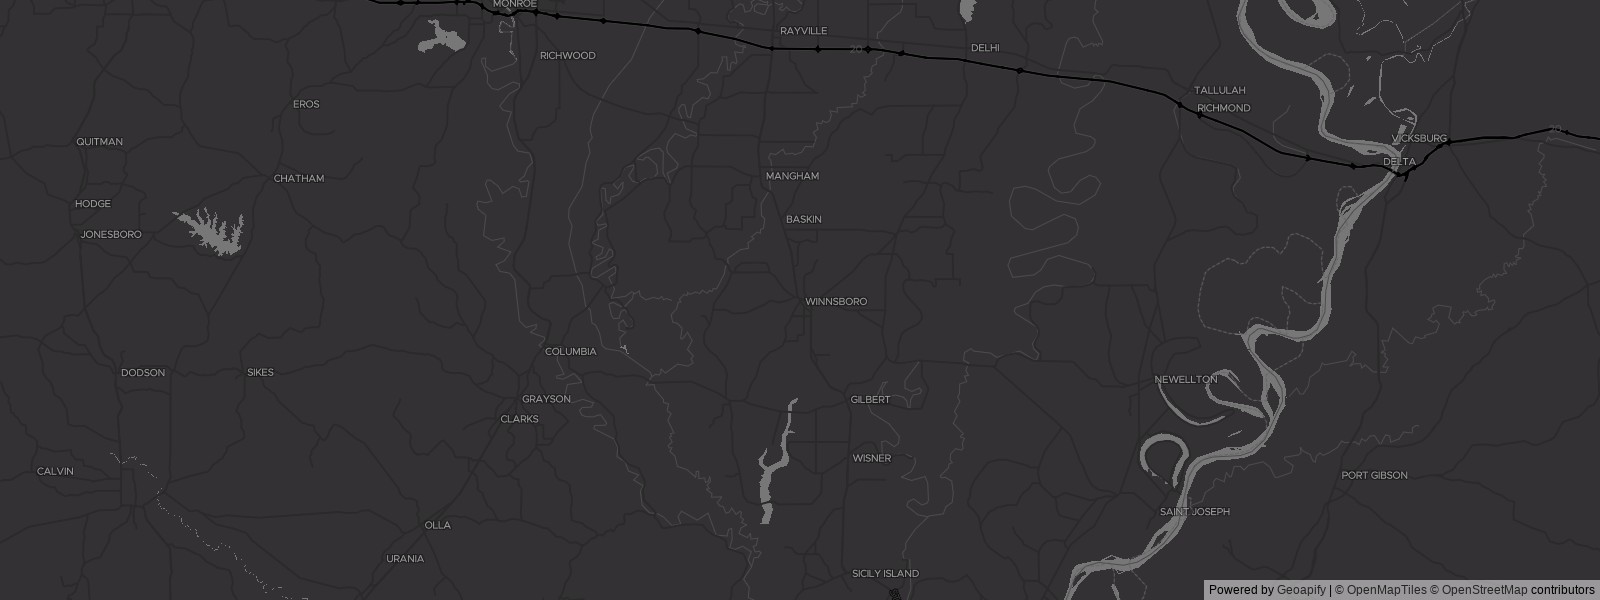 MONROE
RAYVILLE
20
DELHI
RICHWOOD
TALLULAH
EROS
RICHMOND
20
VICKSBURG
QUITMAN
DELTA
CHATHAM
MANGHAM
HODGE
BASKIN
JONESBORO
WINNSBORO
COLUMBIA
DODSON
SIKES
NEWELLTON
GRAYSON
GILBERT
CLARKS
WISNER
CALVIN
PORT GIBSON
SAINT JOSEPH
OLLA
URANIA
SICILY ISLAND
Powered by Geoapify | © OpenMapTiles © OpenStreetMap contributors